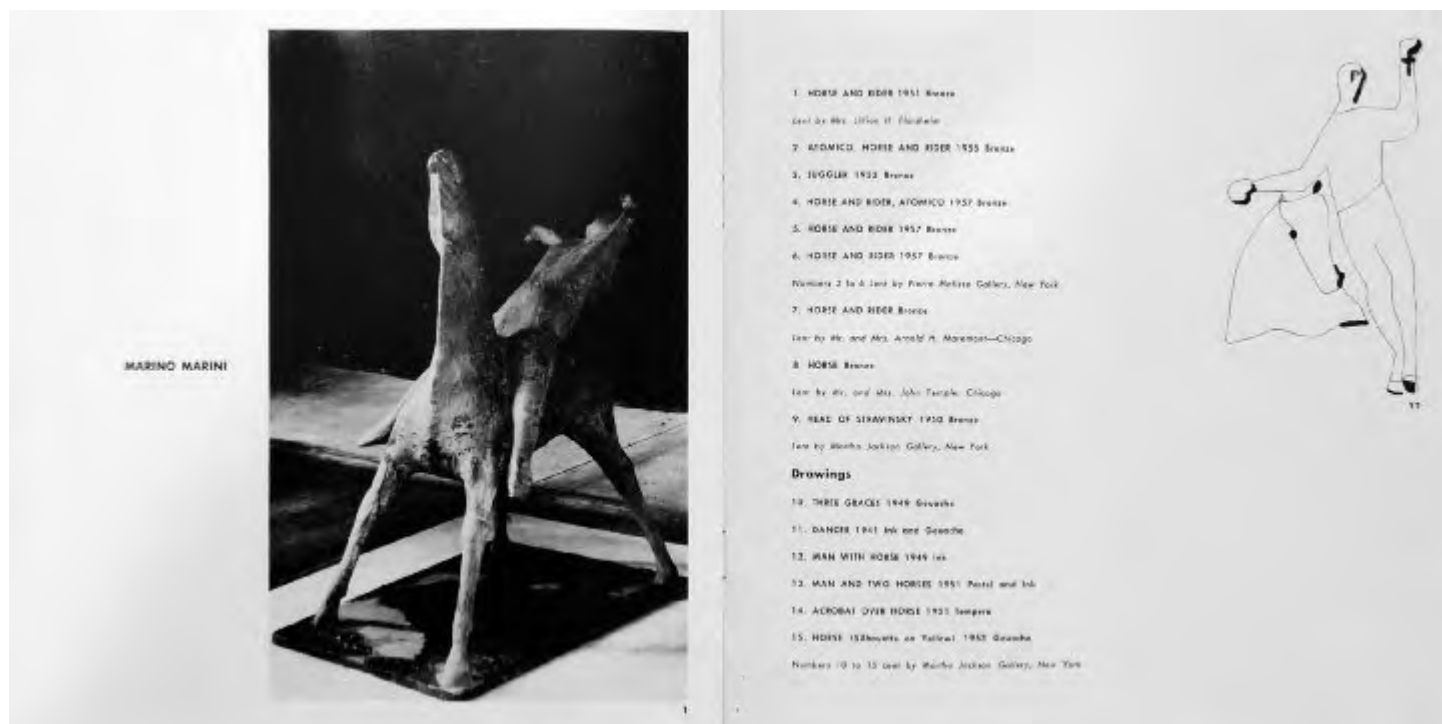 MARINO MARINI
1
1. HORSE AND RIDER 1951 Bronze
Lent by Mrs. Lillian H. Florsheim
2. ATOMICO, HORSE AND RIDER 1955 Bronze
3. JUGGLER 1953 Bronze
4. HORSE AND RIDER, ATOMICO 1957 Bronze
5. HORSE AND RIDER 1957 Bronze
6. HORSE AND RIDER 1957 Bronze
Numbers 2 to 6 lent by Pierre Matisse Gallery, New York
7. HORSE AND RIDER Bronze
Lent by Mr. and Mrs. Arnold H. Maremont—Chicago
8. HORSE Bronze
Lent by Mr. and Mrs. John Temple, Chicago
9. HEAD OF STRAVINSKY 1950 Bronze
Lent by Martha Jackson Gallery, New York
Drawings
10. THREE GRACES 1949 Gouache
11. DANCER 1941 Ink and Gouache
12. MAN WITH HORSE 1949 Ink
13. MAN AND TWO HORSES 1951 Pastel and Ink
14. ACROBAT OVER HORSE 1951 Tempera
15. HORSE (Silhouette on Yellow) 1952 Gouache
Numbers 10 to 15 lent by Martha Jackson Gallery, New York
11